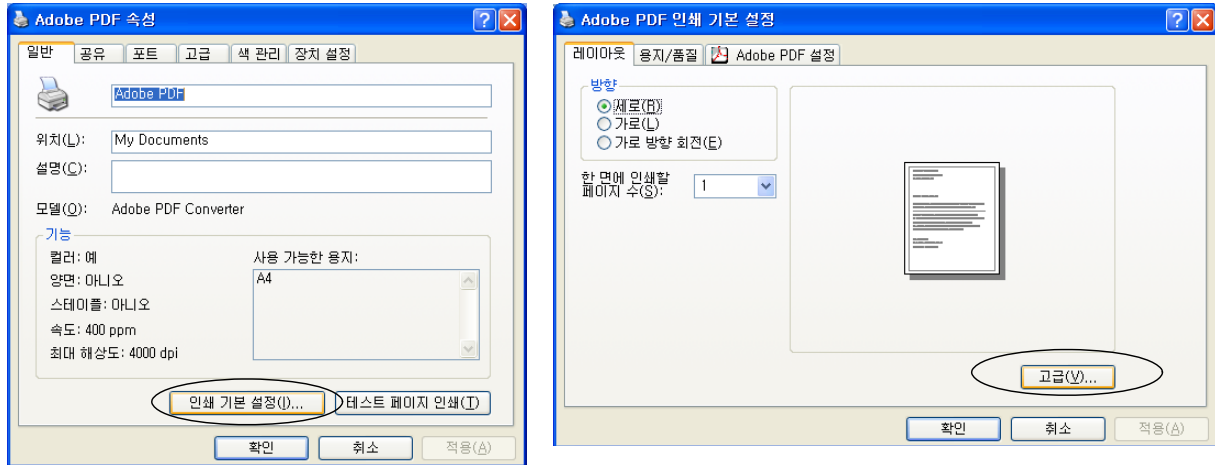 Adobe PDF 속성
일반 공유 포트 고급 색 관리 장치 설정
Adobe PDF
위치(L): My Documents
설명(C):
모델(O): Adobe PDF Converter
기능
컬러: 예
양면: 아니오
스테이플: 아니오
속도: 400 ppm
최대 해상도: 4000 dpi
사용 가능한 용지:
A4
인쇄 기본 설정(I)... 테스트 페이지 인쇄(T)
확인 취소 적용(A)
Adobe PDF 인쇄 기본 설정
레이아웃 용지/품질 Adobe PDF 설정
방향
세로(R)
가로(L)
가로 방향 회전(E)
한 면에 인쇄할
페이지 수(S): 1
고급(V)...
확인 취소 적용(A)